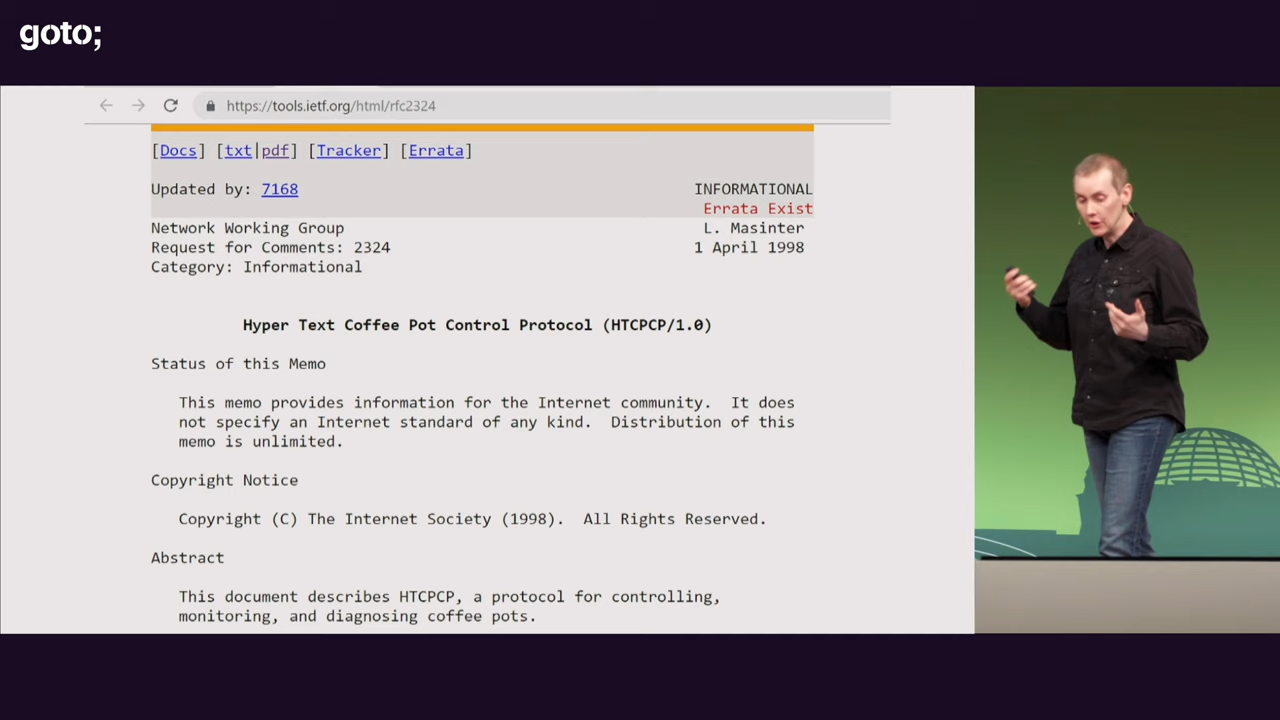 goto;
https://tools.ietf.org/html/rfc2324
[Docs] [txt|pdf] [Tracker] [Errata]
Updated by: 7168 INFORMATIONAL
Errata Exist
Network Working Group L. Masinter
Request for Comments: 2324 1 April 1998
Category: Informational
Hyper Text Coffee Pot Control Protocol (HTCPCP/1.0)
Status of this Memo
This memo provides information for the Internet community. It does
not specify an Internet standard of any kind. Distribution of this
memo is unlimited.
Copyright Notice
Copyright (C) The Internet Society (1998). All Rights Reserved.
Abstract
This document describes HTCPCP, a protocol for controlling,
monitoring, and diagnosing coffee pots.